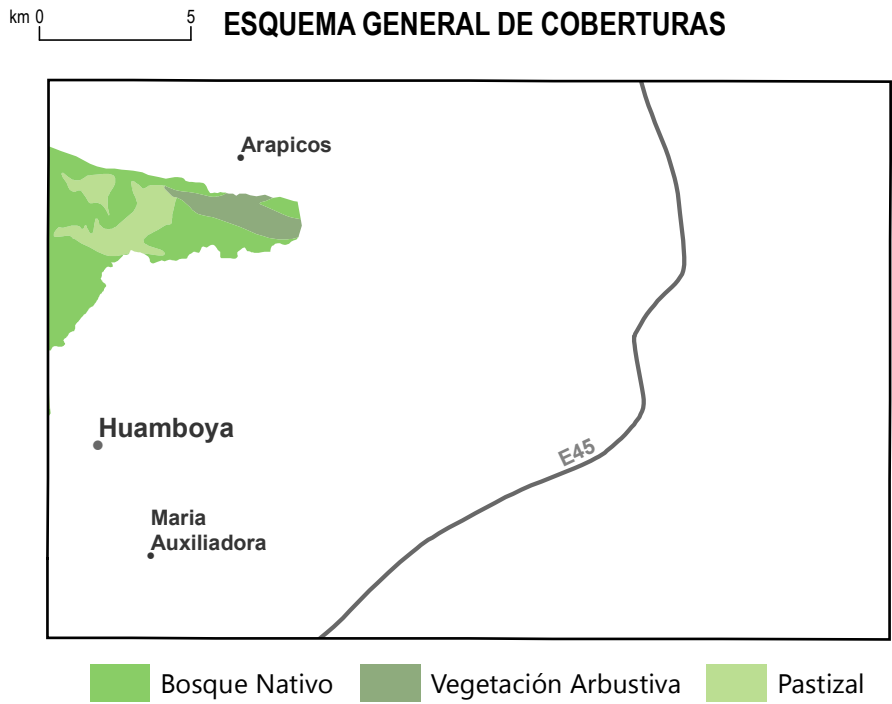 km 0 5
ESQUEMA GENERAL DE COBERTURAS
Arapicos
Huamboya
E45
Maria
Auxiliadora
Bosque Nativo
Vegetación Arbustiva
Pastizal